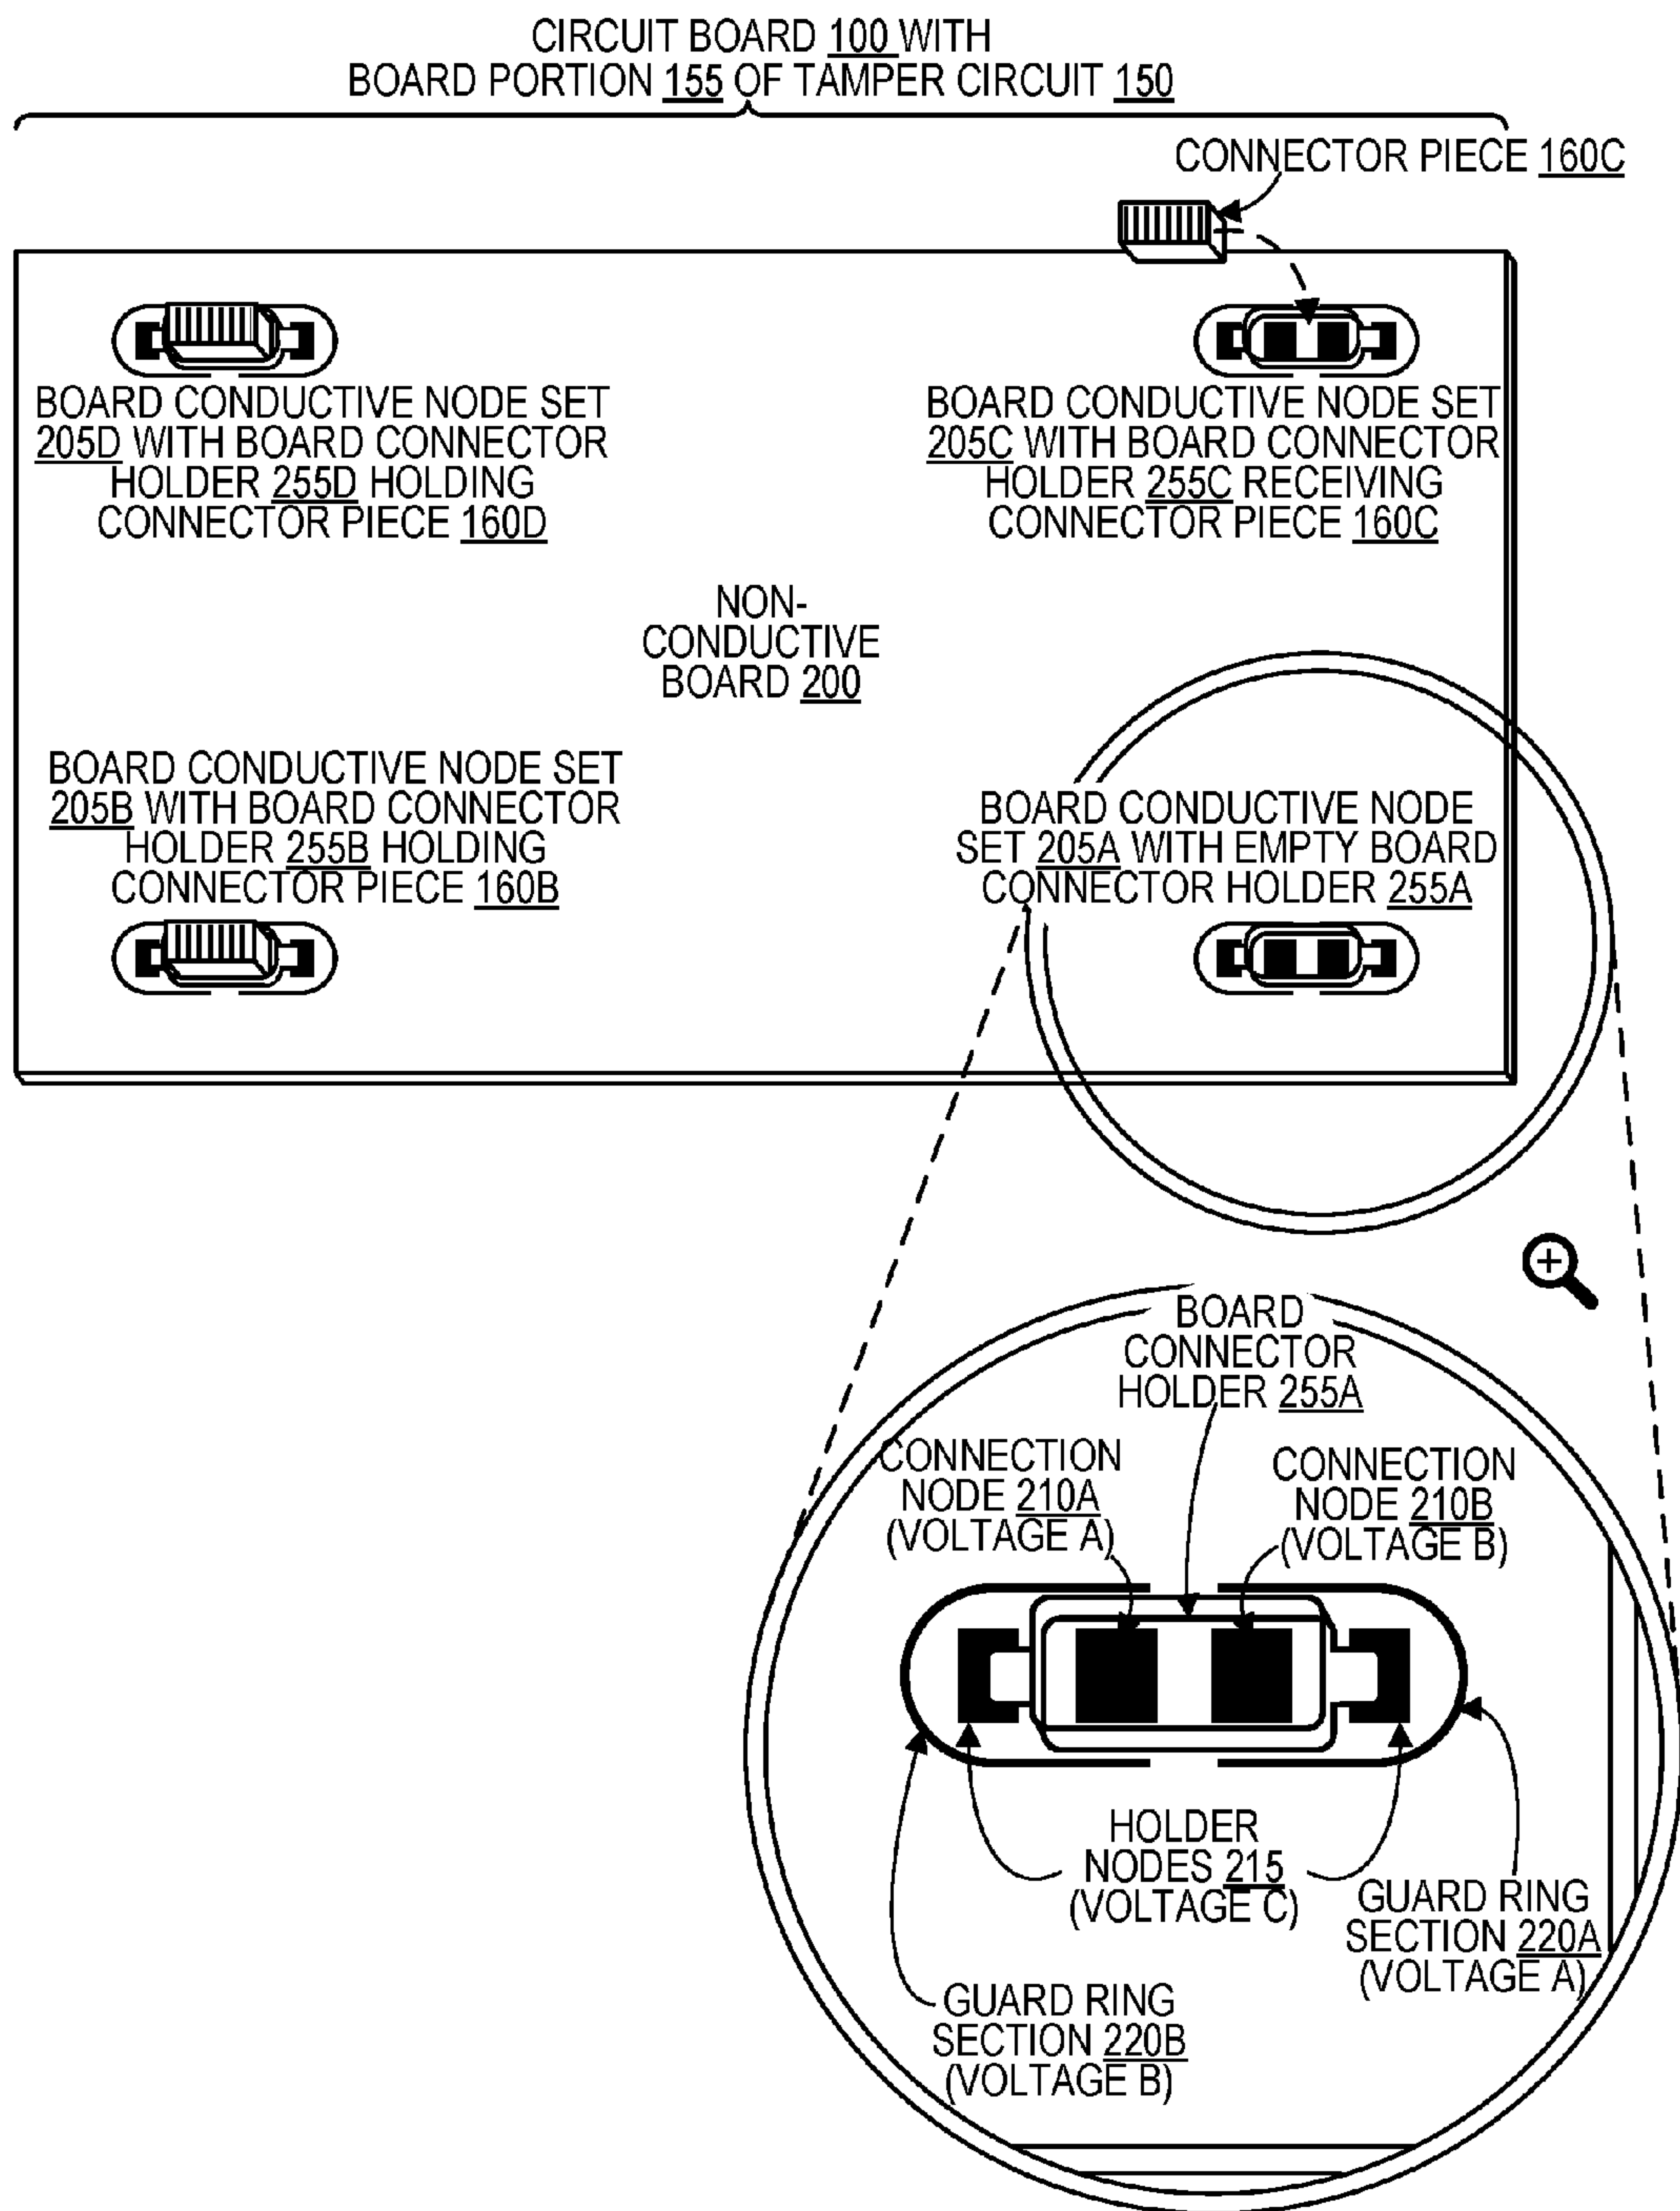 CIRCUIT BOARD 100 WITH
BOARD PORTION 155 OF TAMPER CIRCUIT 150
CONNECTOR PIECE 160C
BOARD CONDUCTIVE NODE SET
205D WITH BOARD CONNECTOR
HOLDER 255D HOLDING
CONNECTOR PIECE 160D
BOARD CONDUCTIVE NODE SET
205C WITH BOARD CONNECTOR
HOLDER 255C RECEIVING
CONNECTOR PIECE 160C
NON-
CONDUCTIVE
BOARD 200
BOARD CONDUCTIVE NODE SET
205B WITH BOARD CONNECTOR
HOLDER 255B HOLDING
CONNECTOR PIECE 160B
BOARD CONDUCTIVE NODE
SET 205A WITH EMPTY BOARD
CONNECTOR HOLDER 255A
BOARD
CONNECTOR
HOLDER 255A
CONNECTION
NODE 210A
(VOLTAGE A)
CONNECTION
NODE 210B
(VOLTAGE B)
HOLDER
NODES 215
(VOLTAGE C)
GUARD RING
SECTION 220A
(VOLTAGE A)
GUARD RING
SECTION 220B
(VOLTAGE B)